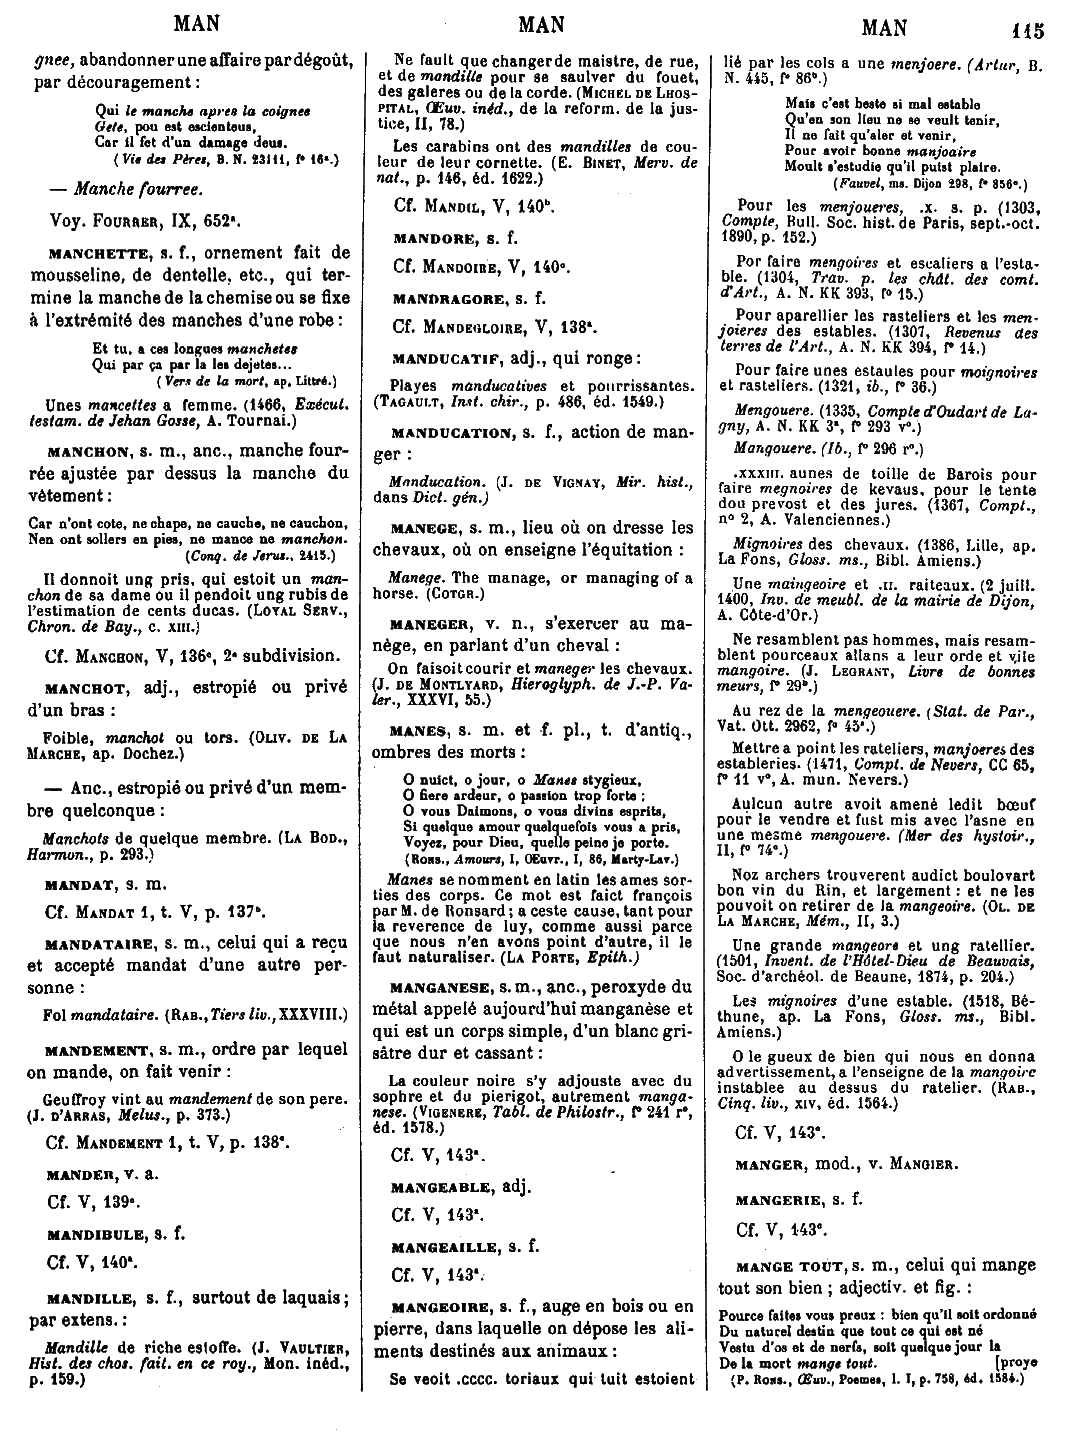 MAN
MAN
MAN
115
gnee, abandonner une affaire par dégoût,
par découragement :
Qui le manche apres la coignee
Gete, pou est escienteus,
Car il fet d'un damage deus.
(Vie des Pères, B. N. 23111, f° 16ª.)
— Manche fourree.
Voy. FOURRER, IX, 652ª.
MANCHETTE, s. f., ornement fait de
mousseline, de dentelle, etc., qui ter-
mine la manche de la chemise ou se fixe
à l'extrémité des manches d'une robe :
Et tu, a ces longues manchetes
Qui par ça par la les dejetes...
(Vers de la mort, ap. Littré.)
Unes mancettes a femme. (1466, Exécut.
testam. de Jehan Gosse, A. Tournai.)
MANCHON, s. m., anc., manche four-
rée ajustée par dessus la manche du
vêtement :
Car n'ont cote, ne chape, ne cauche, ne cauchon,
Nen ont sollers en pies, ne mance ne manchon.
(Conq. de Jerus., 2415.)
Il donnoit ung pris, qui estoit un man-
chon de sa dame ou il pendoit ung rubis de
l'estimation de cents ducas. (LOYAL SERV.,
Chron. de Bay., c. XIII.)
Cf. MANCHON, V, 136ᶜ, 2ᵉ subdivision.
MANCHOT, adj., estropié ou privé
d'un bras :
Foible, manchot ou tors. (OLIV. DE LA
MARCHE, ap. Dochez.)
— Anc., estropié ou privé d'un mem-
bre quelconque :
Manchots de quelque membre. (LA BOD.,
Harmon., p. 293.)
MANDAT, s. m.
Cf. MANDAT 1, t. V, p. 137ᵇ.
MANDATAIRE, s. m., celui qui a reçu
et accepté mandat d'une autre per-
sonne :
Fol mandataire. (RAB., Tiers liv., XXXVIII.)
MANDEMENT, s. m., ordre par lequel
on mande, on fait venir :
Geuffroy vint au mandement de son pere.
(J. D'ARRAS, Melus., p. 373.)
Cf. MANDEMENT 1, t. V, p. 138ᵃ.
MANDER, v. a.
Cf. V, 139ᵃ.
MANDIBULE, s. f.
Cf. V, 140ᵃ.
MANDILLE, s. f., surtout de laquais;
par extens. :
Mandille de riche estoffe. (J. VAULTIER,
Hist. des chos. fait. en ce roy., Mon. inéd.,
p. 159.)
Ne fault que changer de maistre, de rue,
et de mandille pour se saulver du fouet,
des galeres ou de la corde. (MICHEL DE LHOS-
PITAL, Œuv. inéd., de la reform. de la jus-
tice, II, 78.)
Les carabins ont des mandilles de cou-
leur de leur cornette. (E. BINET, Merv. de
nat., p. 146, éd. 1622.)
Cf. MANDIL, V, 140ᵇ.
MANDORE, s. f.
Cf. MANDOIRE, V, 140ᶜ.
MANDRAGORE, s. f.
Cf. MANDEGLOIRE, V, 138ᵃ.
MANDUCATIF, adj., qui ronge :
Playes manducatives et pourrissantes.
(TAGAULT, Inst. chir., p. 486, éd. 1549.)
MANDUCATION, s. f., action de man-
ger :
Manducation. (J. DE VIGNAY, Mir. hist.,
dans Dict. gén.)
MANEGE, s. m., lieu où on dresse les
chevaux, où on enseigne l'équitation :
Manege. The manage, or managing of a
horse. (COTGR.)
MANEGER, v. n., s'exercer au ma-
nège, en parlant d'un cheval :
On faisoit courir et maneger les chevaux.
(J. DE MONTLYARD, Hieroglyph. de J.-P. Va-
ler., XXXVI, 55.)
MANES, s. m. et f. pl., t. d'antiq.,
ombres des morts :
O nuict, o jour, o Manes stygieux,
O fiere ardeur, o passion trop forte ;
O vous Daimons, o vous divins esprits,
Si quelque amour quelquefois vous a pris,
Voyez, pour Dieu, quelle peine je porte.
(RONS., Amours, I, Œuvr., I, 86, Marty-Lav.)
Manes se nomment en latin les ames sor-
ties des corps. Ce mot est faict françois
par M. de Ronsard ; a ceste cause, tant pour
la reverence de luy, comme aussi parce
que nous n'en avons point d'autre, il le
faut naturaliser. (LA PORTE, Epith.)
MANGANESE, s. m., anc., peroxyde du
métal appelé aujourd'hui manganèse et
qui est un corps simple, d'un blanc gri-
sâtre dur et cassant :
La couleur noire s'y adjouste avec du
sophre et du pierigot, autrement manga-
nese. (VIGENERE, Tabl. de Philostr., f° 241 r°,
éd. 1578.)
Cf. V, 143ᵃ.
MANGEABLE, adj.
Cf. V, 143ᵃ.
MANGEAILLE, s. f.
Cf. V, 143ᵃ.
MANGEOIRE, s. f., auge en bois ou en
pierre, dans laquelle on dépose les ali-
ments destinés aux animaux :
Se veoit .cccc. toriaux qui tuit estoient
lié par les cols a une menjoere. (Artur, B.
N. 445, f° 86ᵇ.)
Mais c'est beste si mal estable
Qu'en son lieu ne se veult tenir,
Il ne fait qu'aler et venir,
Pour avoir bonne manjoaire
Moult s'estudie qu'il puist plaire.
(Fauvel, ms. Dijon 298, f° 856ᶜ.)
Pour les menjoueres, .x. s. p. (1303,
Compte, Bull. Soc. hist. de Paris, sept.-oct.
1890, p. 152.)
Por faire mengoires et escaliers a l'esta-
ble. (1304, Trav. p. les chât. des comt.
d'Art., A. N. KK 393, f° 15.)
Pour aparellier les rasteliers et les men-
joieres des estables. (1307, Revenus des
terres de l'Art., A. N. KK 394, f° 14.)
Pour faire unes estaules pour moignoires
et rasteliers. (1321, ib., f° 36.)
Mengouere. (1335, Compte d'Oudart de La-
gny, A. N. KK 3ᵃ, f° 293 v°.)
Mangouere. (Ib., f° 296 r°.)
.XXXIII. aunes de toille de Barois pour
faire megnoires de kevaus, pour le tente
dou prevost et des jures. (1367, Compt.,
n° 2, A. Valenciennes.)
Mignoires des chevaux. (1386, Lille, ap.
La Fons, Gloss. ms., Bibl. Amiens.)
Une maingeoire et .II. raiteaux. (2 juill.
1400, Inv. de meubl. de la mairie de Dijon,
A. Côte-d'Or.)
Ne resamblent pas hommes, mais resam-
blent pourceaux allans a leur orde et vile
mangoire. (J. LEGRANT, Livre de bonnes
meurs, f° 29ᵇ.)
Au rez de la mengeouere. (Stat. de Par.,
Vat. Ott. 2962, f° 45ᵃ.)
Mettre a point les rateliers, manjoeres des
estableries. (1471, Compt. de Nevers, CC 65,
f° 11 v°, A. mun. Nevers.)
Aulcun autre avoit amené ledit bœuf
pour le vendre et fust mis avec l'asne en
une mesme mengouere. (Mer des hystoir.,
II, f° 74ᵉ.)
Noz archers trouverent audict boulovart
bon vin du Rin, et largement : et ne les
pouvoit on retirer de la mangeoire. (OL. DE
LA MARCHE, Mém., II, 3.)
Une grande mangeore et ung ratellier.
(1501, Invent. de l'Hôtel-Dieu de Beauvais,
Soc. d'archéol. de Beaune, 1874, p. 204.)
Les mignoires d'une estable. (1518, Bé-
thune, ap. La Fons, Gloss. ms., Bibl.
Amiens.)
O le gueux de bien qui nous en donna
advertissement, a l'enseigne de la mangoire
instablee au dessus du ratelier. (RAB.,
Cinq. liv., XIV, éd. 1564.)
Cf. V, 143ᵃ.
MANGER, mod., v. MANGIER.
MANGERIE, s. f.
Cf. V, 143ᶜ.
MANGE TOUT, s. m., celui qui mange
tout son bien ; adjectiv. et fig. :
Pource faites vous preux : bien qu'il soit ordonné
Du naturel destin que tout ce qui est né
Vestu d'os et de nerfs, soit quelque jour la
De la mort mange tout. [proye
(P. RONS., Œuv., Poemes, l. I, p. 758, éd. 1584.)